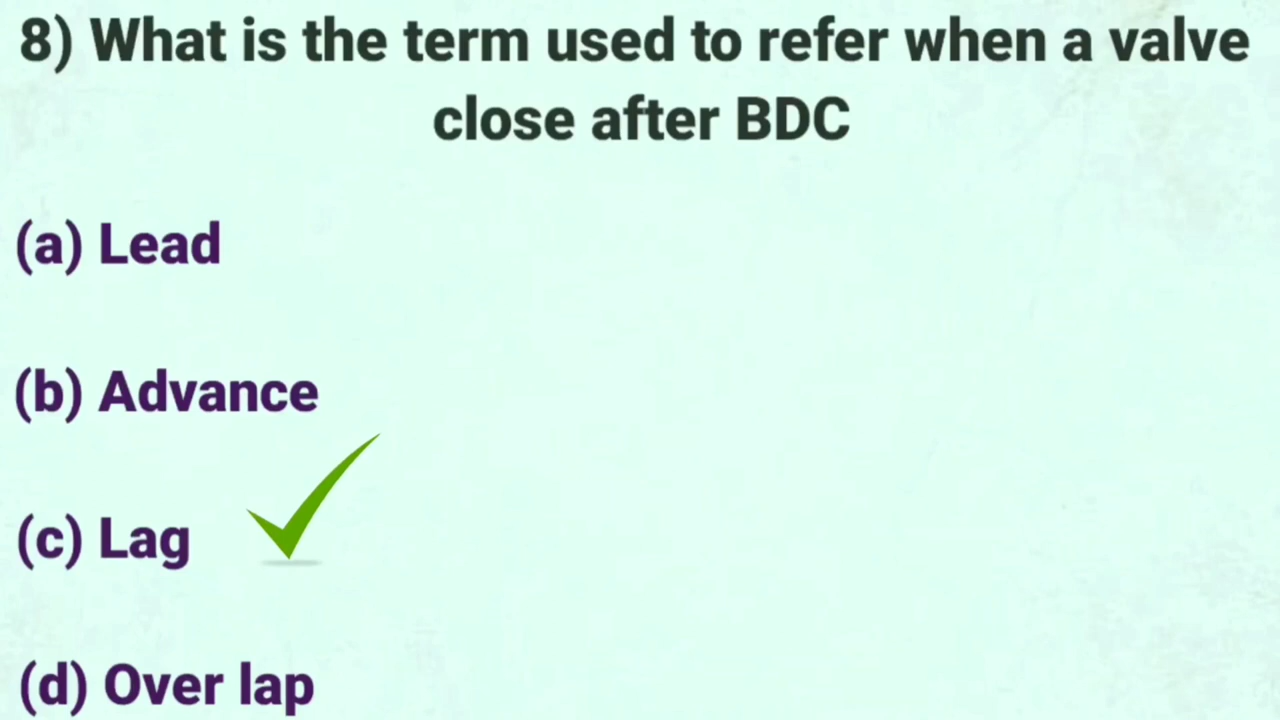 8) What is the term used to refer when a valve
close after BDC
(a) Lead
(b) Advance
(c) Lag
(d) Over lap